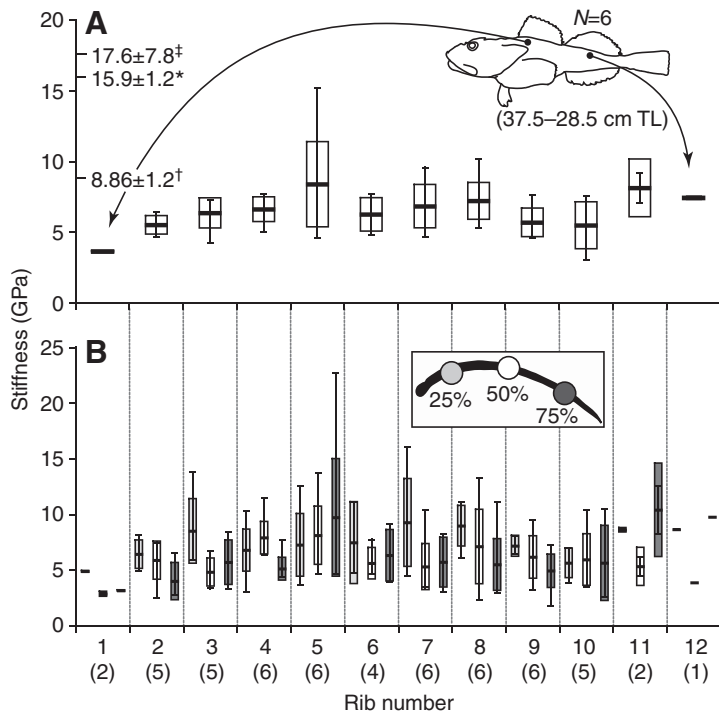 A
N=6
20
17.6±7.8‡
15.9±1.2*
15
(37.5–28.5 cm TL)
10
8.86±1.2†
5
0
Stiffness (GPa)
B
25
25%
50%
75%
20
15
10
5
0
1 2 3 4 5 6 7 8 9 10 11 12
(2) (5) (5) (6) (6) (4) (6) (6) (6) (5) (2) (1)
Rib number